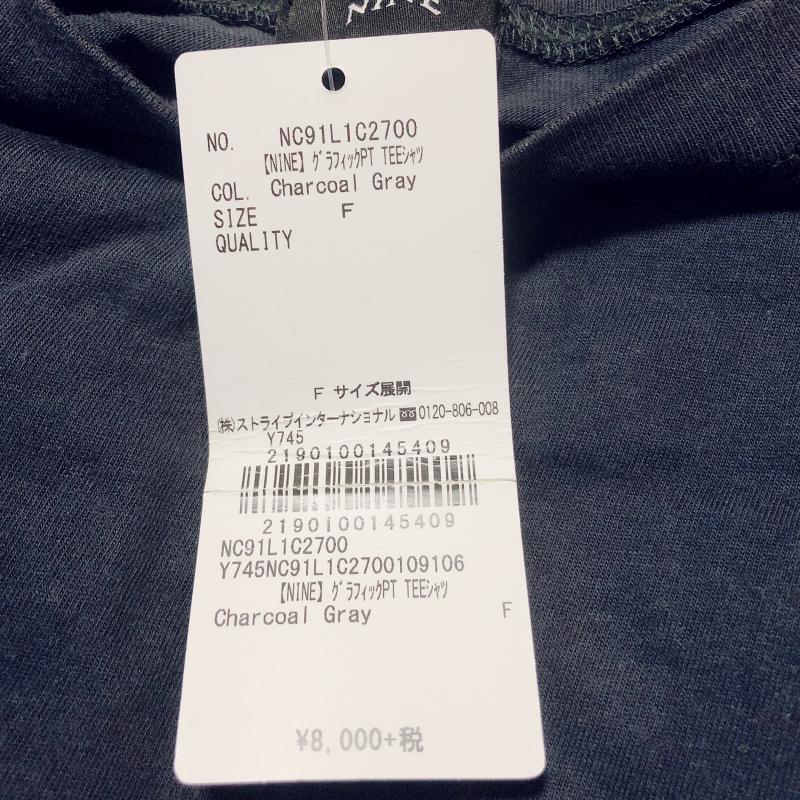 NINE
NO. NC91L1C2700
【NINE】グラフィックPT TEEシャツ
COL. Charcoal Gray
SIZE F
QUALITY
F サイズ展開
㈱ストライプインターナショナル 0120-806-008
Y745
2190100145409
2190100145409
NC91L1C2700
Y745NC91L1C2700109106
【NINE】グラフィックPT TEEシャツ
Charcoal Gray F
¥8,000+税